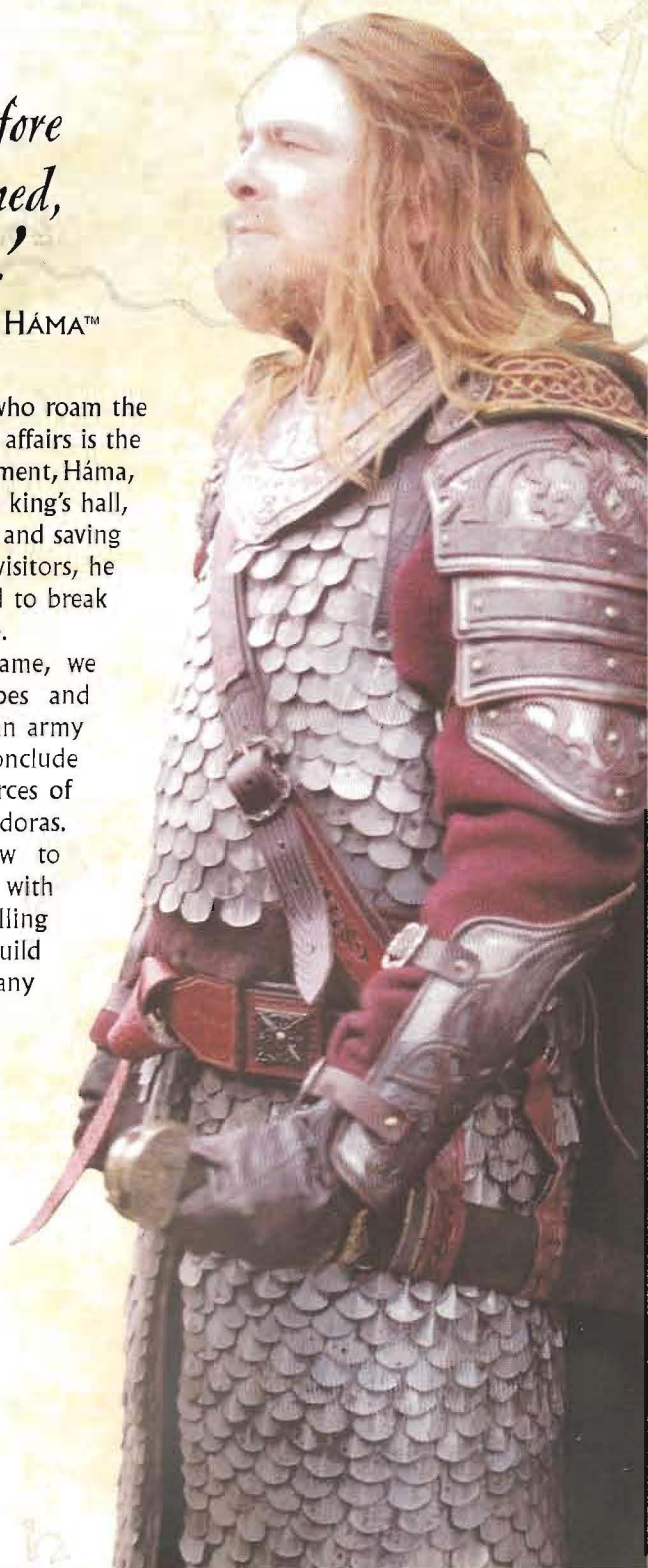 fore
ned,
'
HÁMA™
who roam the
affairs is the
ment, Háma,
king's hall,
and saving
visitors, he
l to break
.
ame, we
pes and
n army
onclude
rces of
doras.
w to
with
lling
uild
any